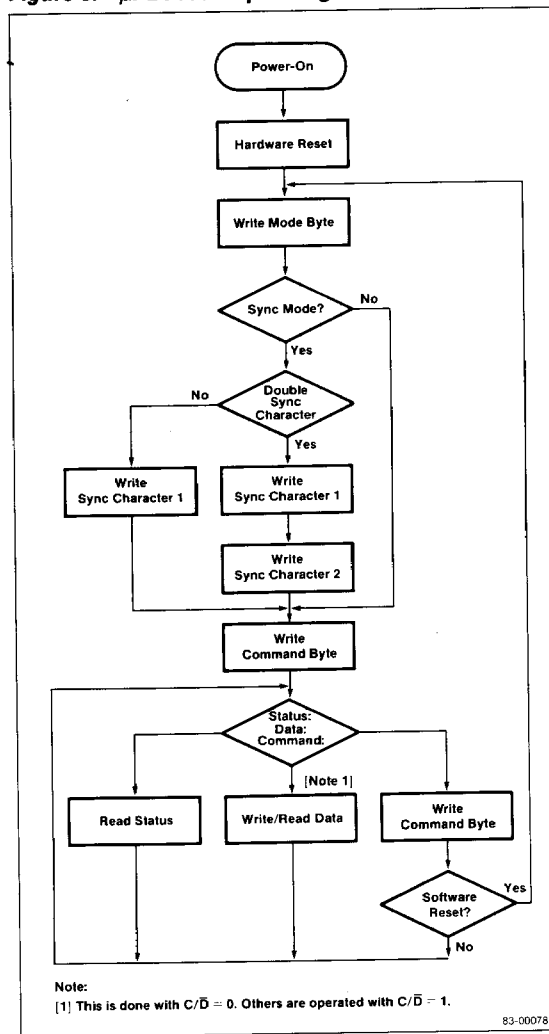 Power-On
Hardware Reset
Write Mode Byte
Sync Mode?
No
Yes
Double
Sync
Character
No
Yes
Write
Sync Character 1
Write
Sync Character 1
Write
Sync Character 2
Write
Command Byte
Status:
Data:
Command:
[Note 1]
Read Status
Write/Read Data
Write
Command Byte
Software
Reset?
Yes
No
Note:
[1] This is done with C/D̅ = 0. Others are operated with C/D̅ = 1.
83-00078